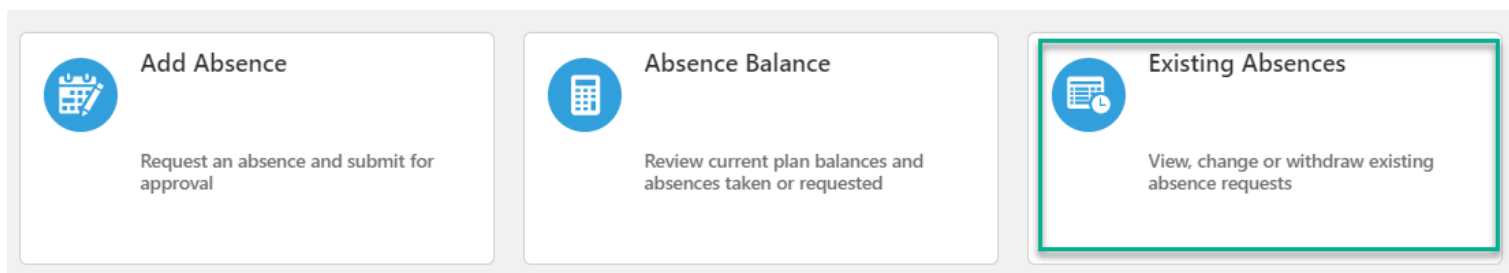 Add Absence
Request an absence and submit for
approval
Absence Balance
Review current plan balances and
absences taken or requested
Existing Absences
View, change or withdraw existing
absence requests